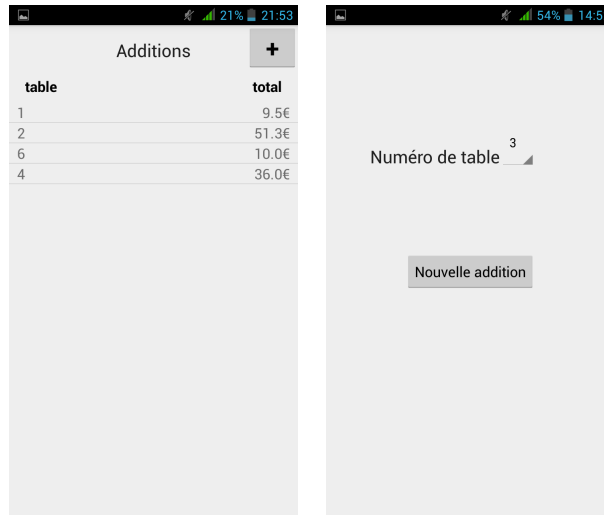 21% 21:53
Additions +
table total
1 9.5€
2 51.3€
6 10.0€
4 36.0€
54% 14:5
Numéro de table 3
Nouvelle addition